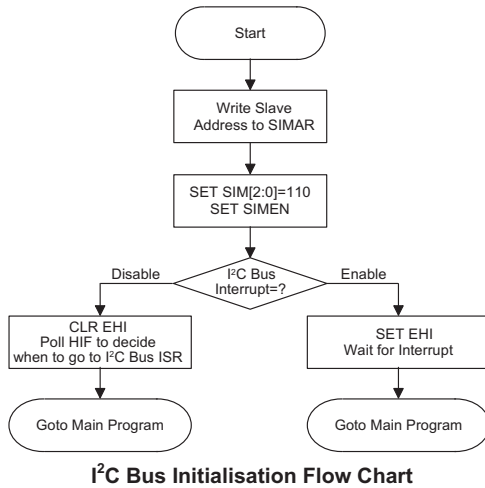 Start
Write Slave
Address to SIMAR
SET SIM[2:0]=110
SET SIMEN
I²C Bus
Interrupt=?
Disable
Enable
CLR EHI
Poll HIF to decide
when to go to I²C Bus ISR
SET EHI
Wait for Interrupt
Goto Main Program
Goto Main Program
I²C Bus Initialisation Flow Chart